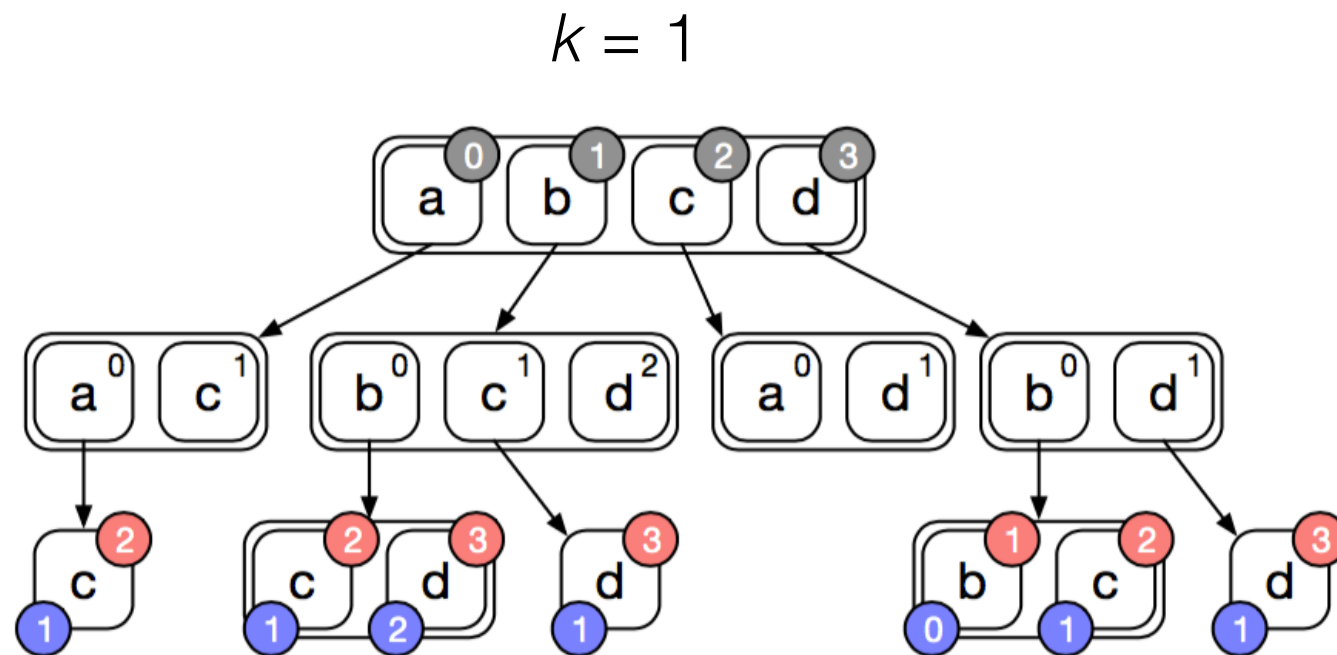 k = 1
a 0 b 1 c 2 d 3
a 0 c 1 b 0 c 1 d 2 a 0 d 1 b 0 d 1
c 2 c 2 d 3 d 3 b 1 c 2 d 3
1 1 2 1 0 1 1